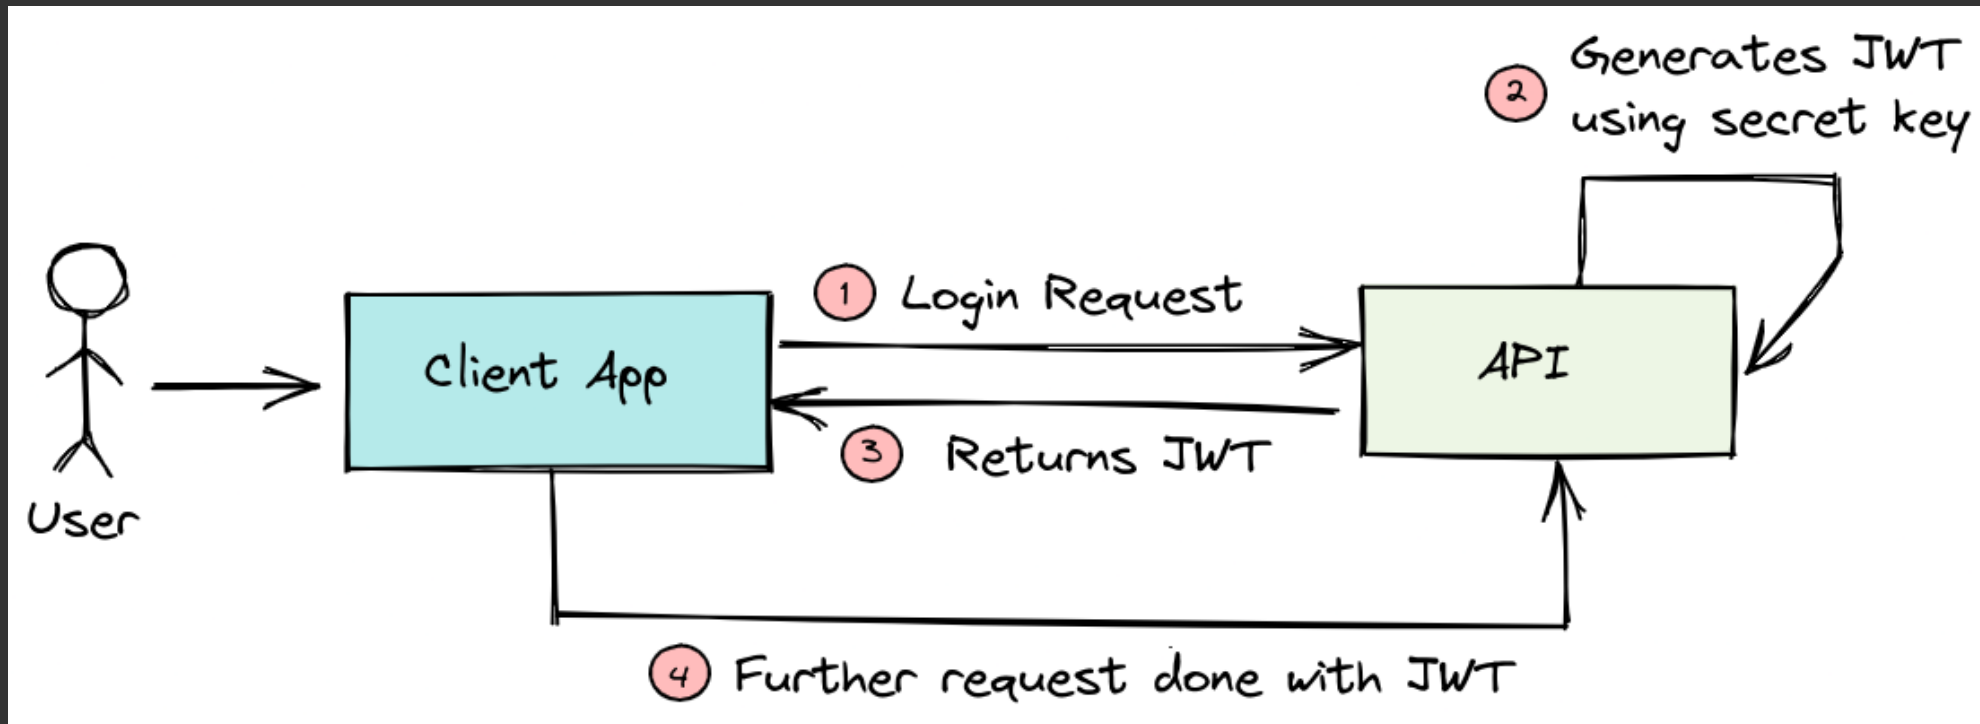 2
Generates JWT
using secret key
1
Login Request
Client App
API
3
Returns JWT
User
4
Further request done with JWT